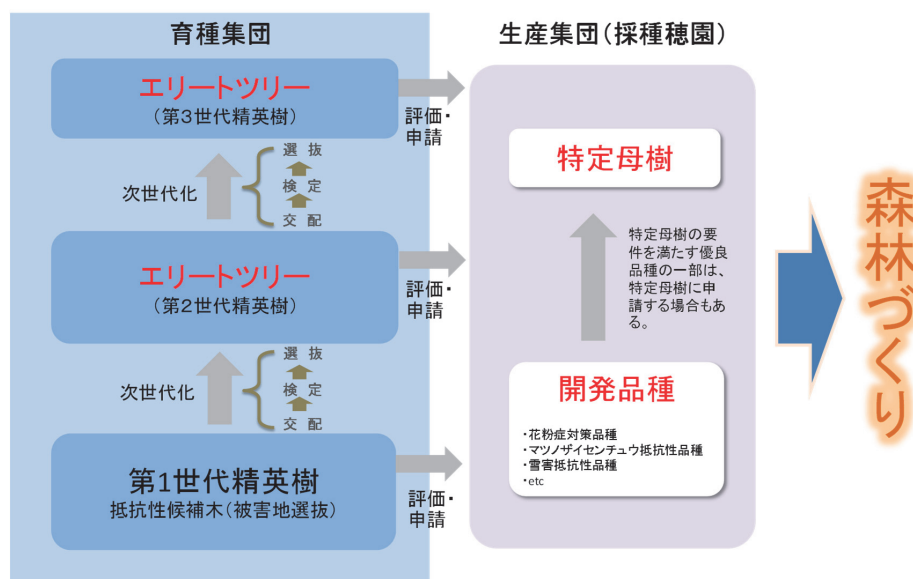 育種集団
エリートツリー
(第3世代精英樹)
評価・
申請
次世代化
選 抜
検 定
交 配
エリートツリー
(第2世代精英樹)
評価・
申請
次世代化
選 抜
検 定
交 配
第1世代精英樹
抵抗性候補木(被害地選抜)
評価・
申請
生産集団(採種穂園)
特定母樹
特定母樹の要
件を満たす優良
品種の一部は、
特定母樹に申
請する場合もあ
る。
開発品種
・花粉症対策品種
・マツノザイセンチュウ抵抗性品種
・雪害抵抗性品種
・etc
森林づくり